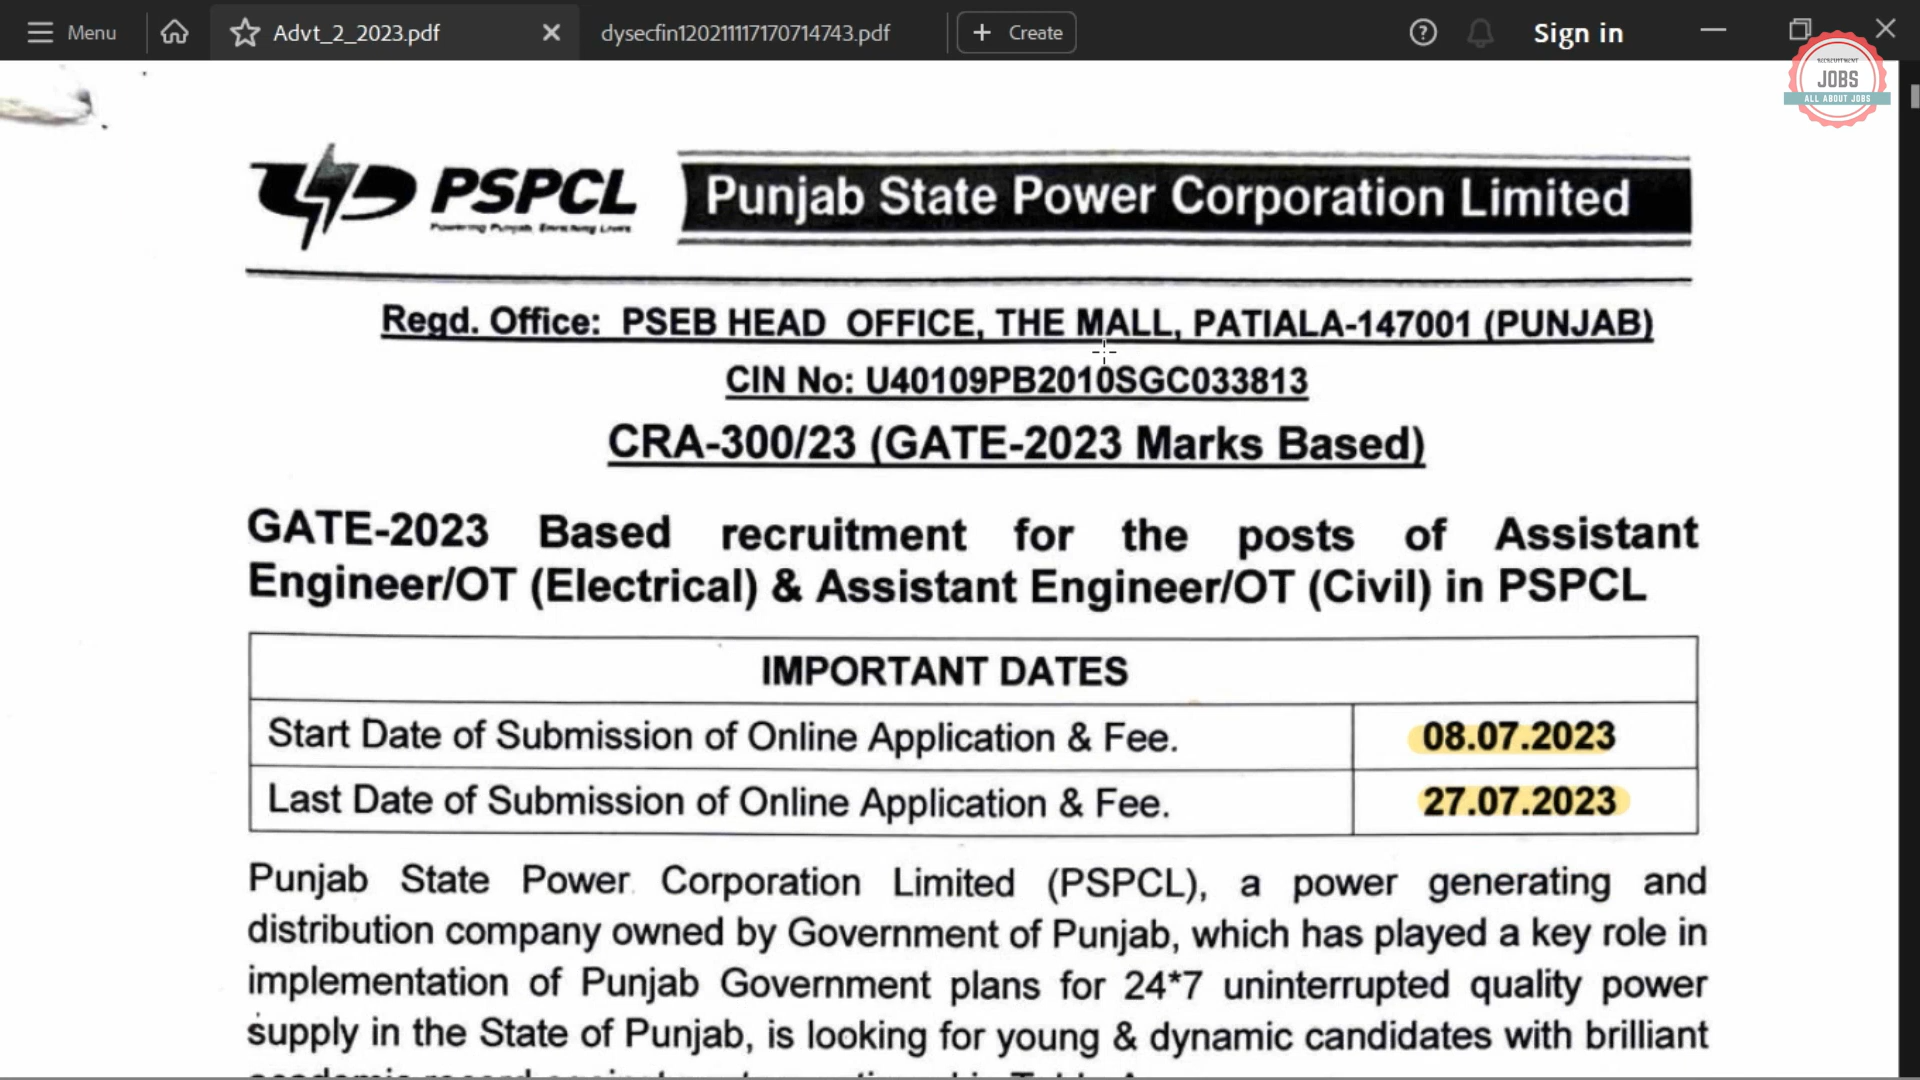 Menu
Advt_2_2023.pdf
dysecfin120211117170714743.pdf
+ Create
Sign in
RECRUITMENT
JOBS
ALL ABOUT JOBS
PSPCL
Powering Punjab, Enriching Lives
Punjab State Power Corporation Limited
Regd. Office: PSEB HEAD OFFICE, THE MALL, PATIALA-147001 (PUNJAB)
CIN No: U40109PB2010SGC033813
CRA-300/23 (GATE-2023 Marks Based)
GATE-2023 Based recruitment for the posts of Assistant
Engineer/OT (Electrical) & Assistant Engineer/OT (Civil) in PSPCL
IMPORTANT DATES
Start Date of Submission of Online Application & Fee. 08.07.2023
Last Date of Submission of Online Application & Fee. 27.07.2023
Punjab State Power Corporation Limited (PSPCL), a power generating and
distribution company owned by Government of Punjab, which has played a key role in
implementation of Punjab Government plans for 24*7 uninterrupted quality power
supply in the State of Punjab, is looking for young & dynamic candidates with brilliant